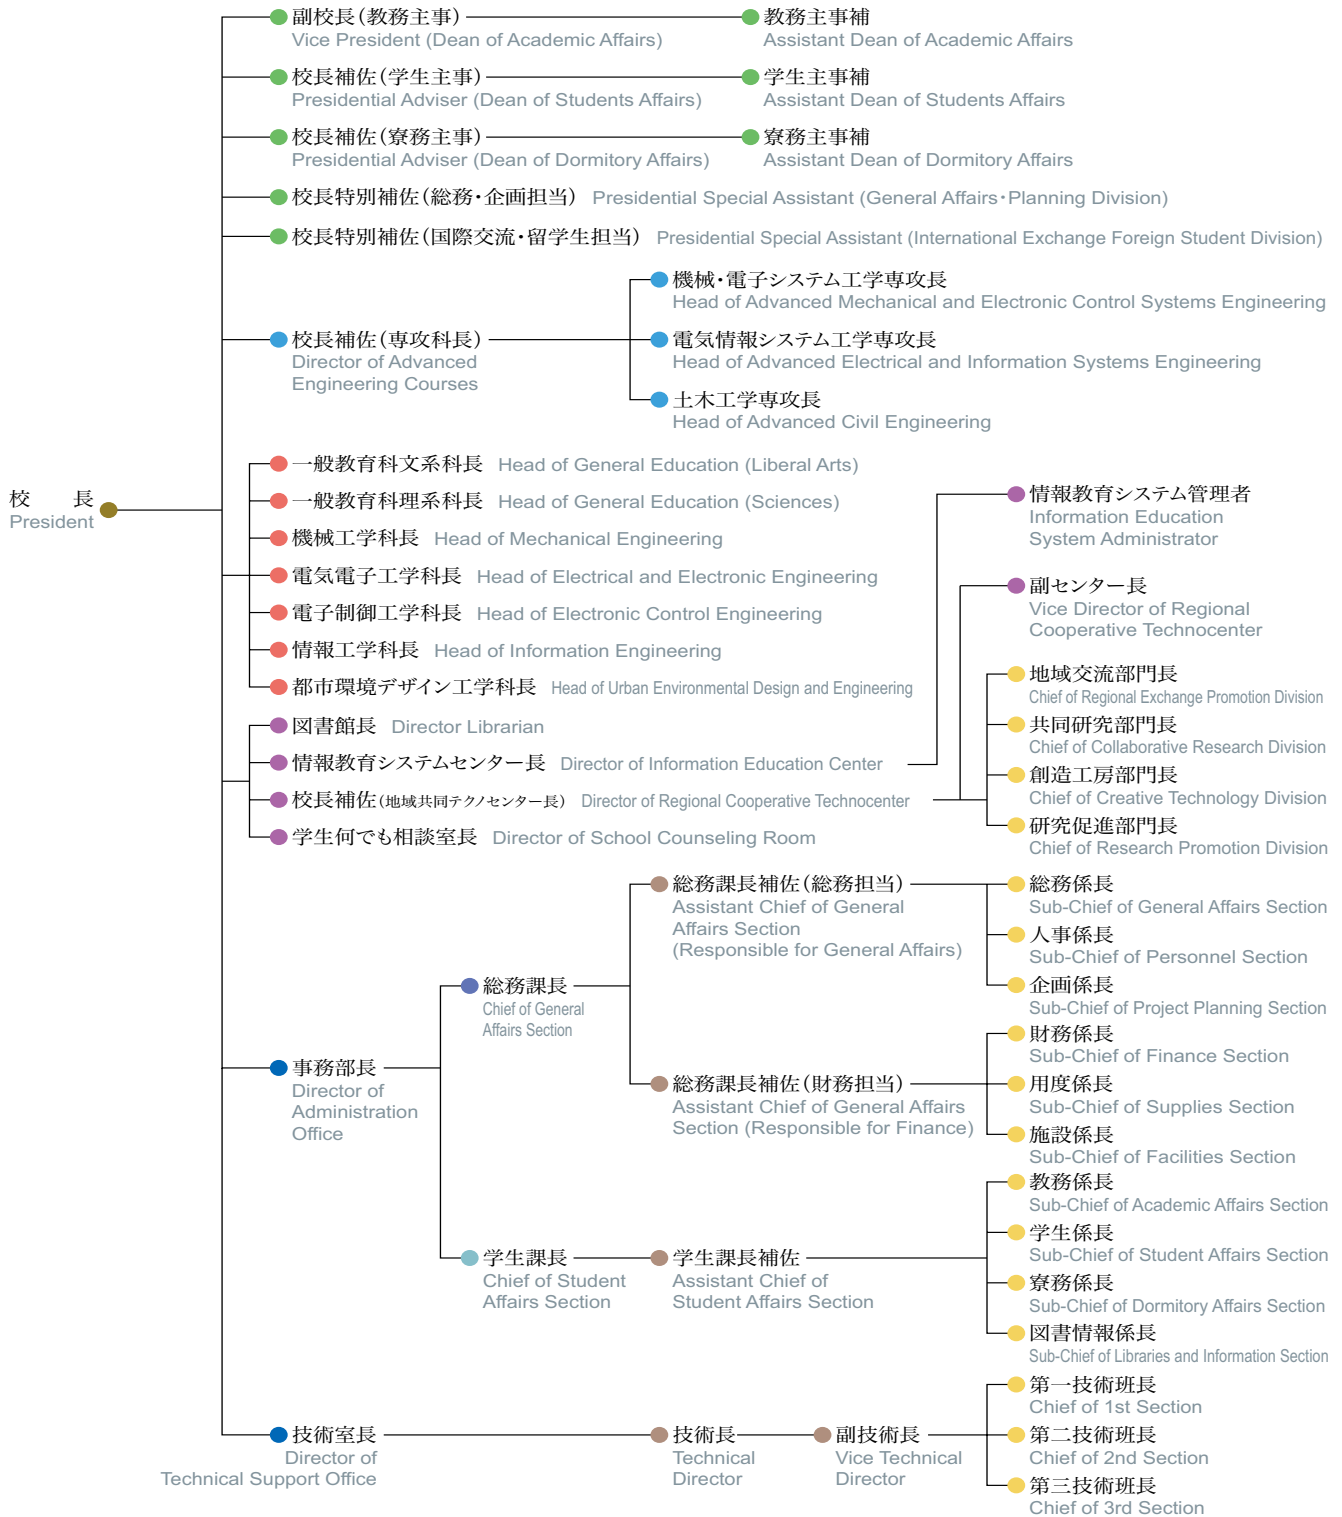 校　長
President
副校長(教務主事)
Vice President (Dean of Academic Affairs)
教務主事補
Assistant Dean of Academic Affairs
校長補佐(学生主事)
Presidential Adviser (Dean of Students Affairs)
学生主事補
Assistant Dean of Students Affairs
校長補佐(寮務主事)
Presidential Adviser (Dean of Dormitory Affairs)
寮務主事補
Assistant Dean of Dormitory Affairs
校長特別補佐(総務・企画担当) Presidential Special Assistant (General Affairs・Planning Division)
校長特別補佐(国際交流・留学生担当) Presidential Special Assistant (International Exchange Foreign Student Division)
校長補佐(専攻科長)
Director of Advanced
Engineering Courses
機械・電子システム工学専攻長
Head of Advanced Mechanical and Electronic Control Systems Engineering
電気情報システム工学専攻長
Head of Advanced Electrical and Information Systems Engineering
土木工学専攻長
Head of Advanced Civil Engineering
一般教育科文系科長 Head of General Education (Liberal Arts)
一般教育科理系科長 Head of General Education (Sciences)
機械工学科長 Head of Mechanical Engineering
電気電子工学科長 Head of Electrical and Electronic Engineering
電子制御工学科長 Head of Electronic Control Engineering
情報工学科長 Head of Information Engineering
都市環境デザイン工学科長 Head of Urban Environmental Design and Engineering
図書館長 Director Librarian
情報教育システムセンター長 Director of Information Education Center
校長補佐(地域共同テクノセンター長) Director of Regional Cooperative Technocenter
学生何でも相談室長 Director of School Counseling Room
情報教育システム管理者
Information Education
System Administrator
副センター長
Vice Director of Regional
Cooperative Technocenter
地域交流部門長
Chief of Regional Exchange Promotion Division
共同研究部門長
Chief of Collaborative Research Division
創造工房部門長
Chief of Creative Technology Division
研究促進部門長
Chief of Research Promotion Division
事務部長
Director of
Administration
Office
総務課長
Chief of General
Affairs Section
総務課長補佐(総務担当)
Assistant Chief of General
Affairs Section
(Responsible for General Affairs)
総務係長
Sub-Chief of General Affairs Section
人事係長
Sub-Chief of Personnel Section
企画係長
Sub-Chief of Project Planning Section
総務課長補佐(財務担当)
Assistant Chief of General Affairs
Section (Responsible for Finance)
財務係長
Sub-Chief of Finance Section
用度係長
Sub-Chief of Supplies Section
施設係長
Sub-Chief of Facilities Section
学生課長
Chief of Student
Affairs Section
学生課長補佐
Assistant Chief of
Student Affairs Section
教務係長
Sub-Chief of Academic Affairs Section
学生係長
Sub-Chief of Student Affairs Section
寮務係長
Sub-Chief of Dormitory Affairs Section
図書情報係長
Sub-Chief of Libraries and Information Section
技術室長
Director of
Technical Support Office
技術長
Technical
Director
副技術長
Vice Technical
Director
第一技術班長
Chief of 1st Section
第二技術班長
Chief of 2nd Section
第三技術班長
Chief of 3rd Section